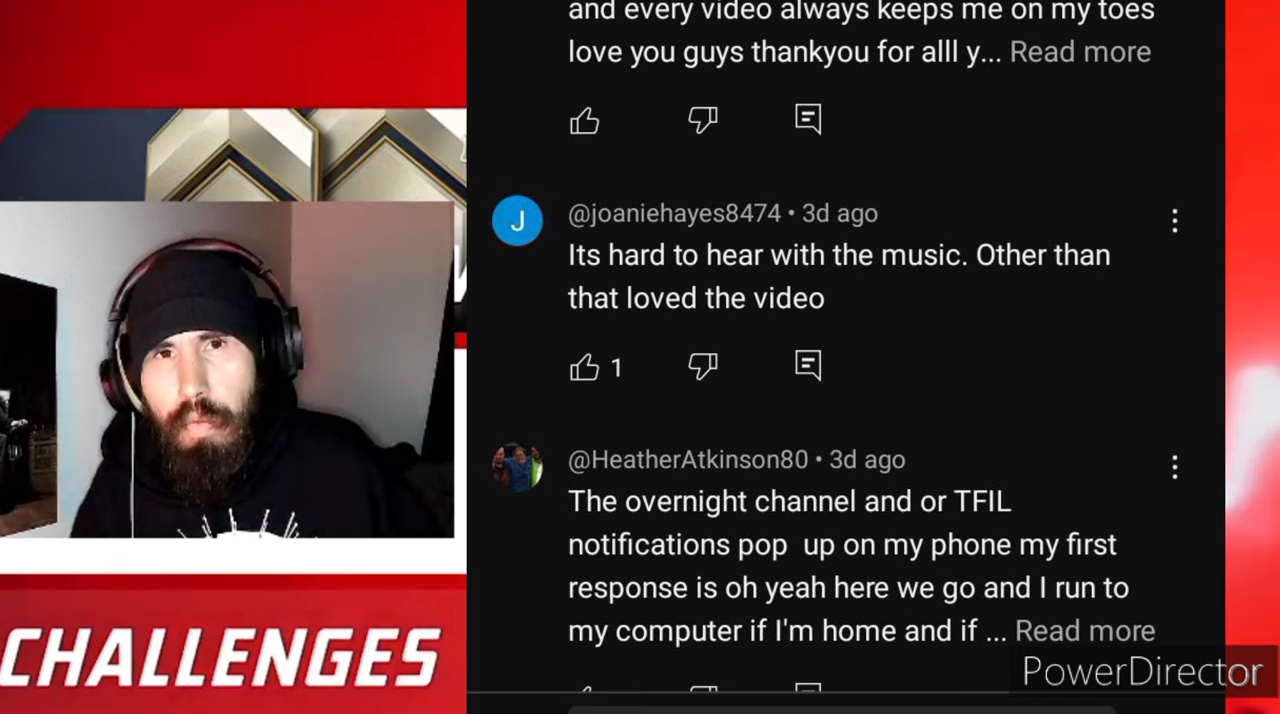 and every video always keeps me on my toes
love you guys thankyou for alll y... Read more
J
@joaniehayes8474 • 3d ago
Its hard to hear with the music. Other than
that loved the video
1
@HeatherAtkinson80 • 3d ago
The overnight channel and or TFIL
notifications pop  up on my phone my first
response is oh yeah here we go and I run to
my computer if I'm home and if ... Read more
CHALLENGES
PowerDirector